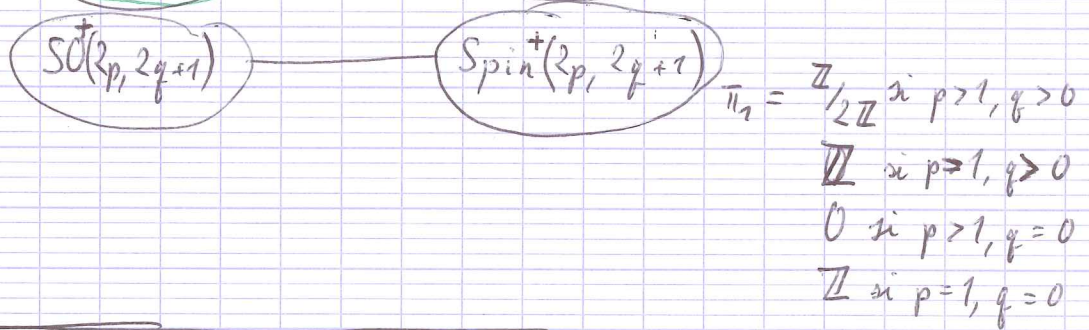 SO⁺(2p, 2q+1) Spin⁺(2p, 2q+1)
π₁ = ℤ/2ℤ si p>1, q>0
ℤ si p=1, q>0
0 si p>1, q=0
ℤ si p=1, q=0